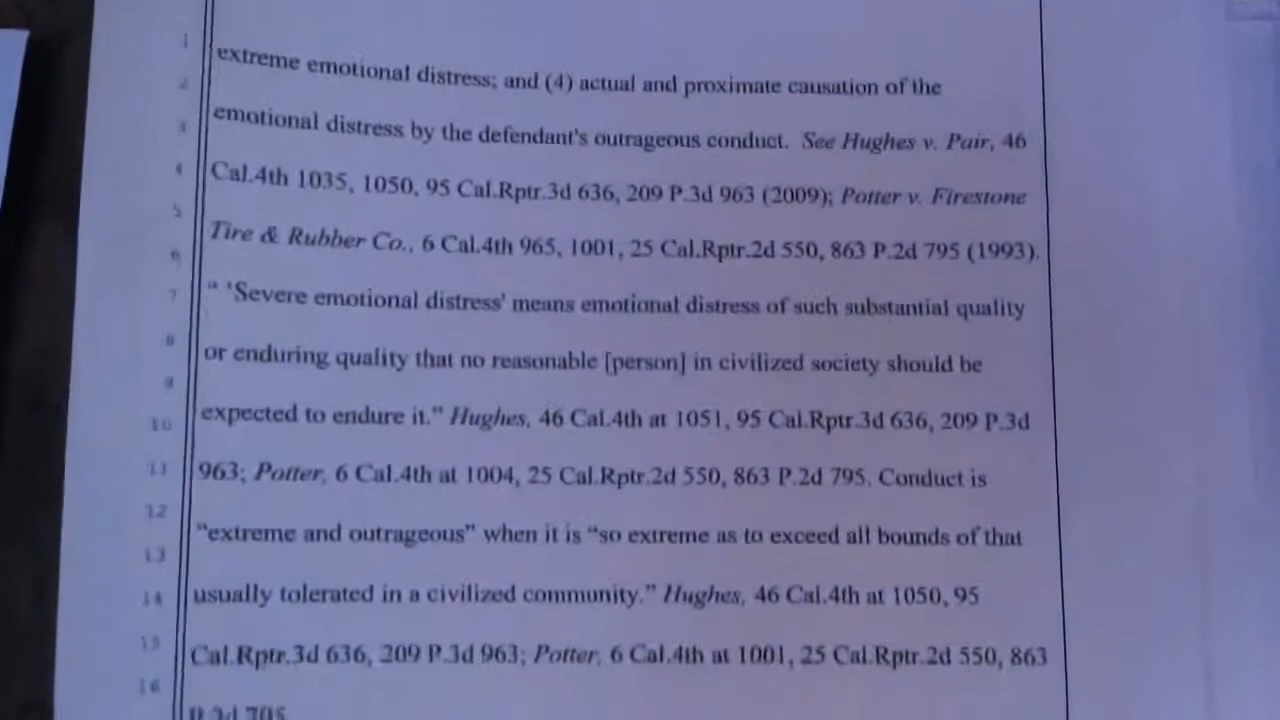 1 extreme emotional distress; and (4) actual and proximate causation of the
2
3 emotional distress by the defendant's outrageous conduct. See Hughes v. Pair, 46
4 Cal.4th 1035, 1050, 95 Cal.Rptr.3d 636, 209 P.3d 963 (2009); Potter v. Firestone
5 Tire & Rubber Co., 6 Cal.4th 965, 1001, 25 Cal.Rptr.2d 550, 863 P.2d 795 (1993).
6
7 “ ‘Severe emotional distress’ means emotional distress of such substantial quality
8 or enduring quality that no reasonable [person] in civilized society should be
9
10 expected to endure it.” Hughes, 46 Cal.4th at 1051, 95 Cal.Rptr.3d 636, 209 P.3d
11 963; Potter, 6 Cal.4th at 1004, 25 Cal.Rptr.2d 550, 863 P.2d 795. Conduct is
12 “extreme and outrageous” when it is “so extreme as to exceed all bounds of that
13
14 usually tolerated in a civilized community.” Hughes, 46 Cal.4th at 1050, 95
15 Cal.Rptr.3d 636, 209 P.3d 963; Potter, 6 Cal.4th at 1001, 25 Cal.Rptr.2d 550, 863
16 P.2d 795